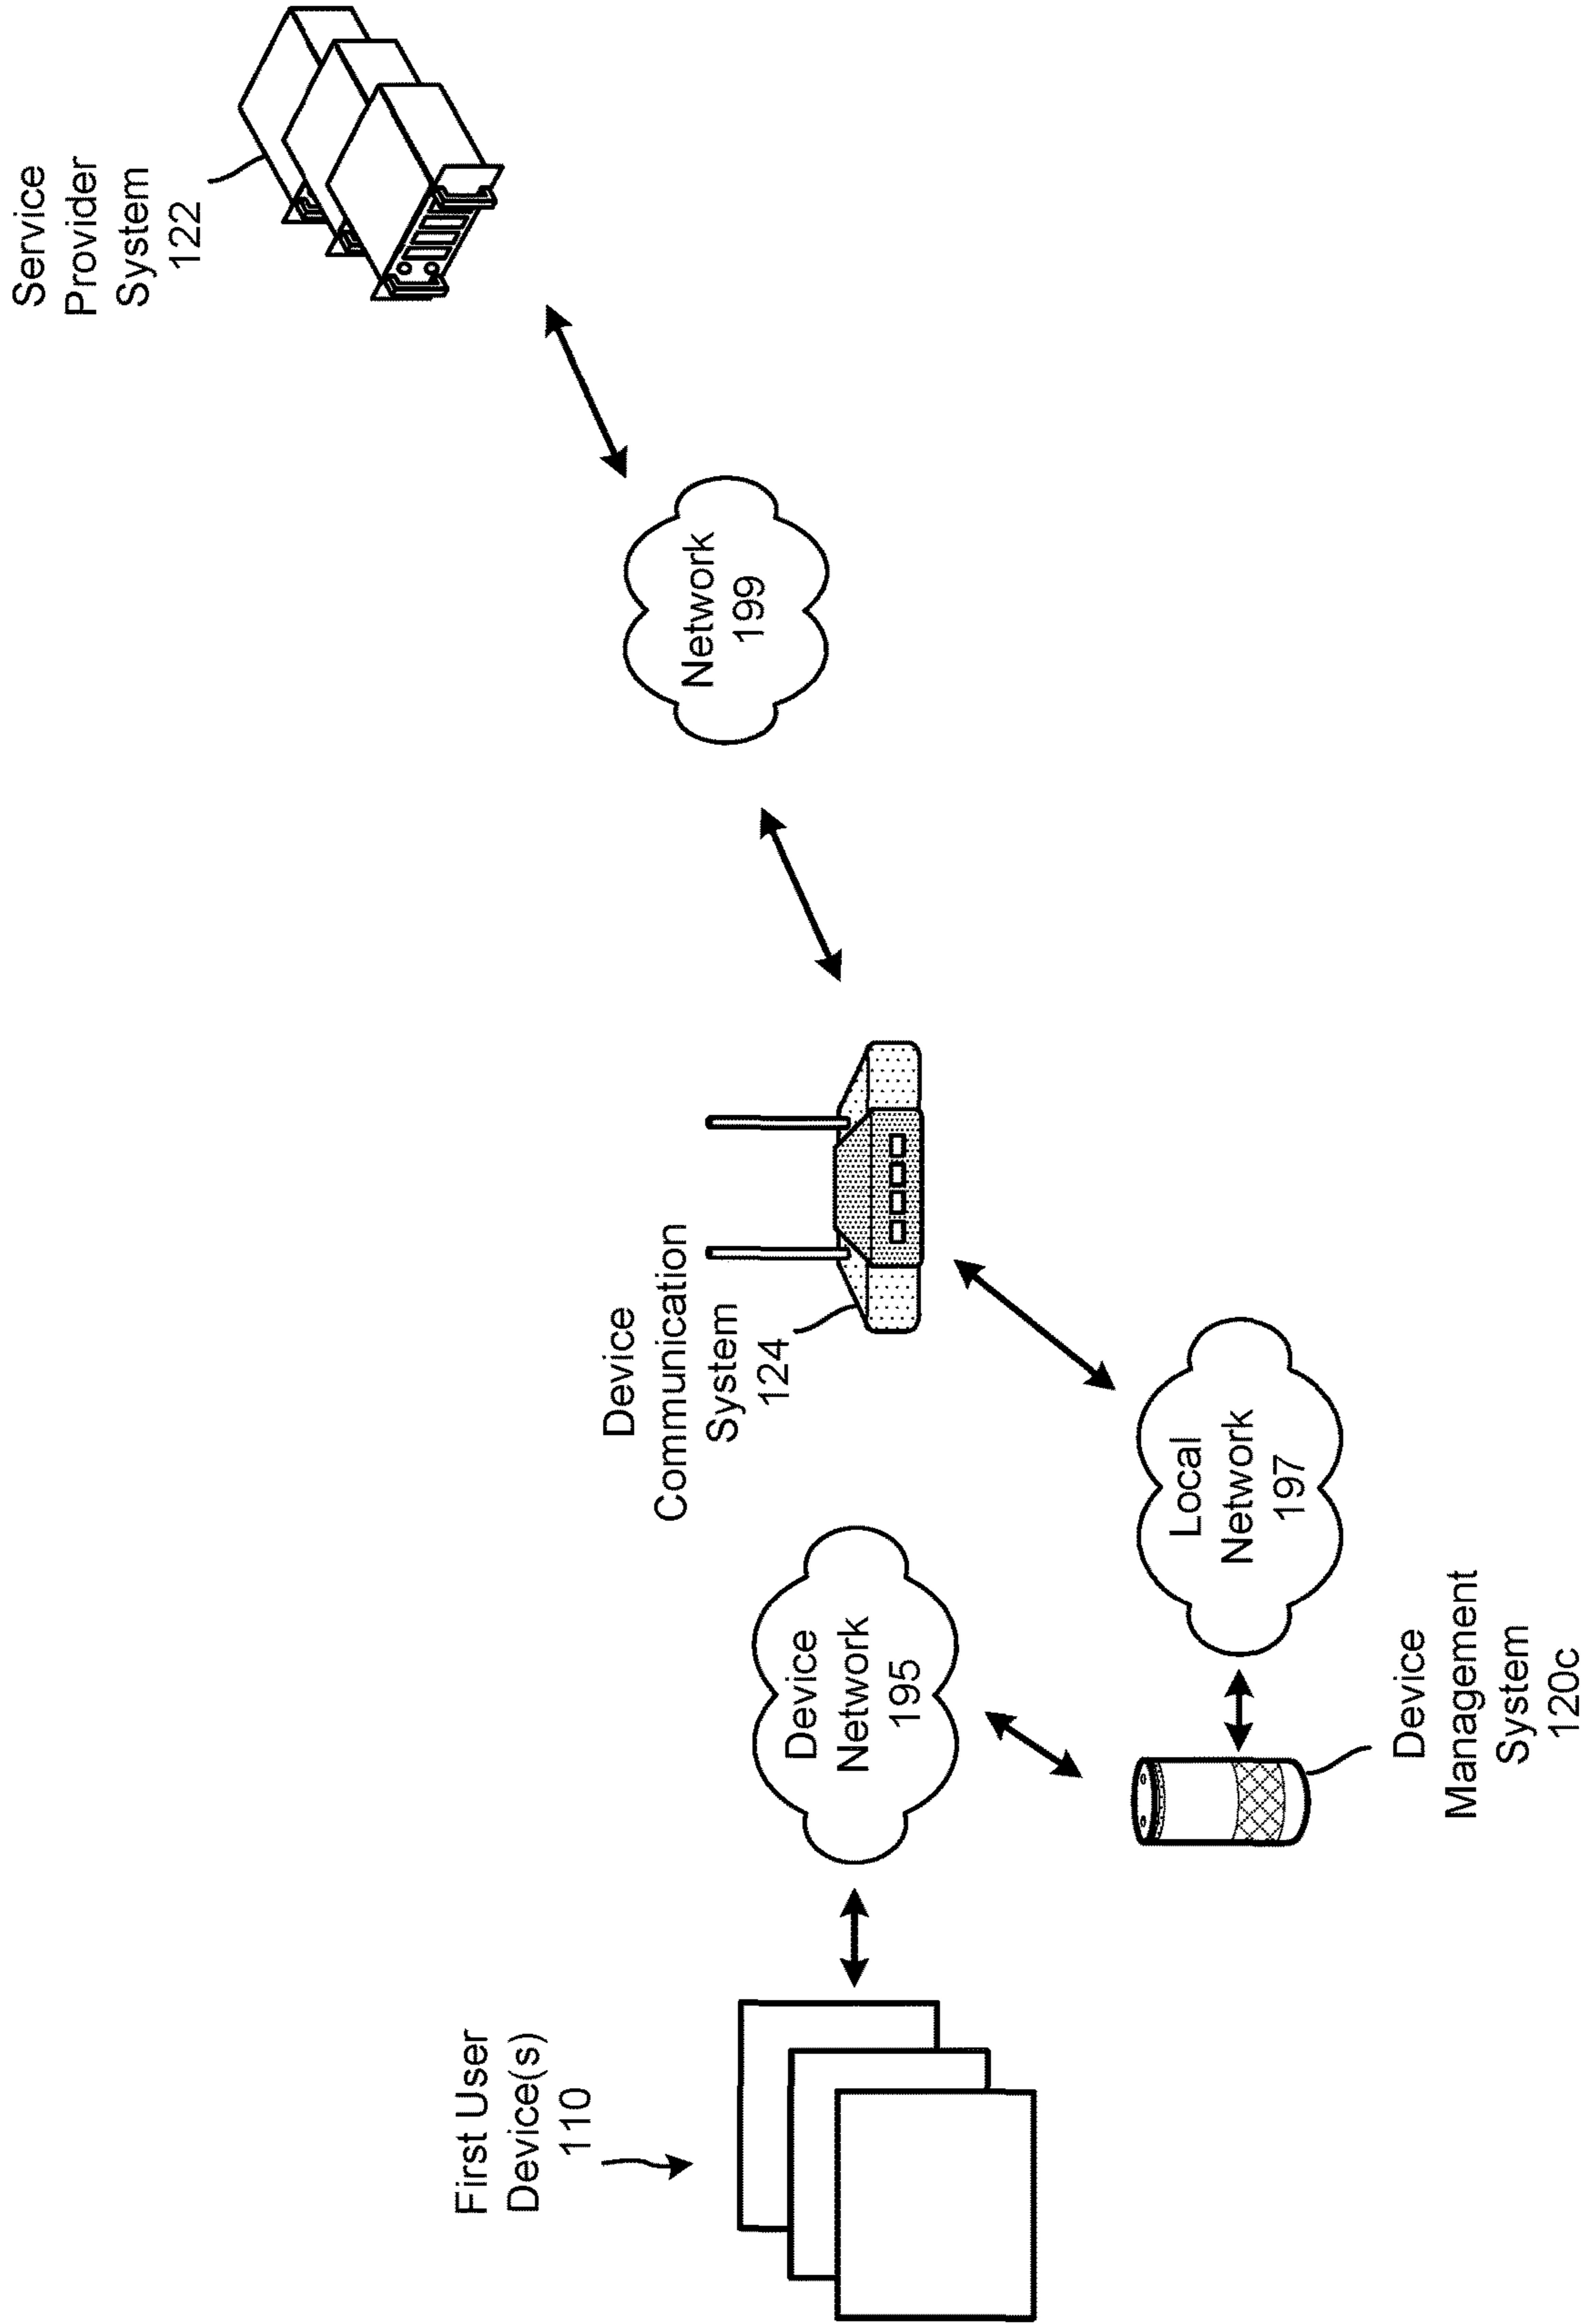 First User
Device(s)
110
Device
Network
195
Device
Management
System
120c
Local
Network
197
Device
Communication
System
124
Network
199
Service
Provider
System
122